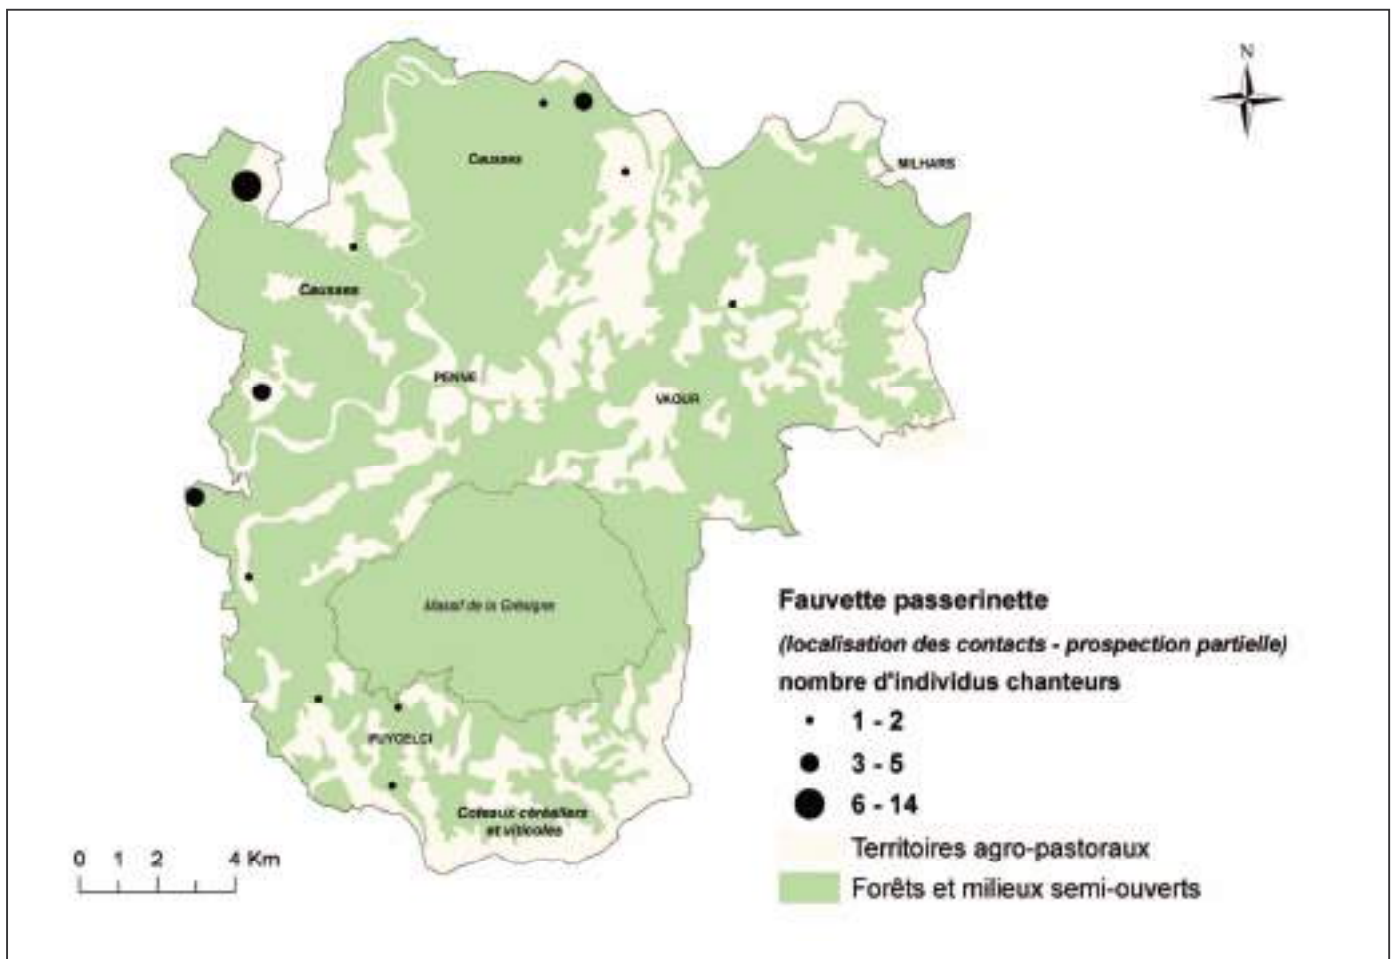 N
Causses
MILHARS
Causses
PENNE
VAOUR
Massif de la Grésigne
PUYCELCI
Coteaux céréaliers
et viticoles
Fauvette passerinette
(localisation des contacts - prospection partielle)
nombre d'individus chanteurs
1 - 2
3 - 5
6 - 14
Territoires agro-pastoraux
Forêts et milieux semi-ouverts
0 1 2 4 Km